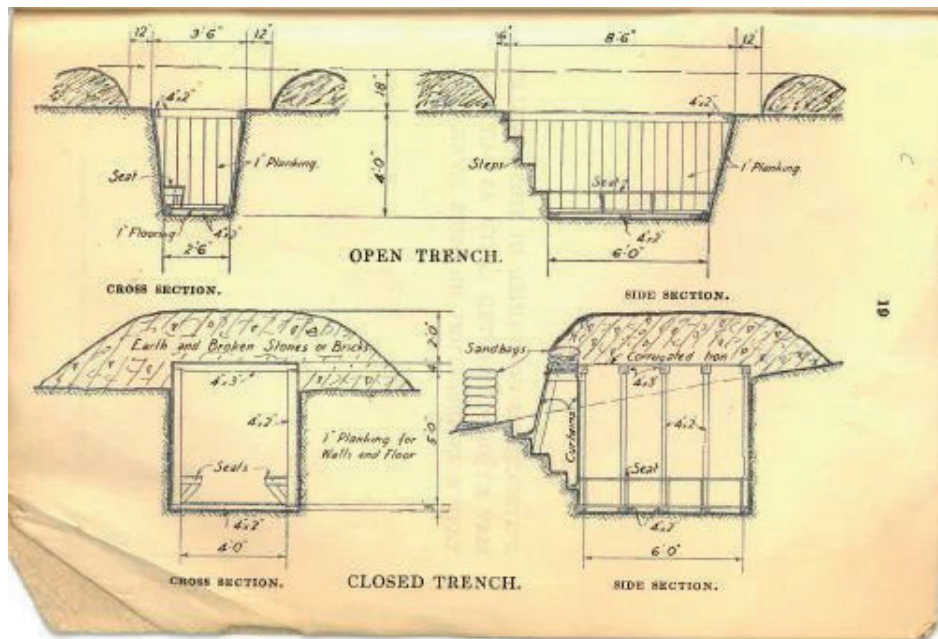 12" 3'6" 12"
6" 8'6" 12"
18"
4"x2"
4"x2"
Seat
1" Planking.
4'0"
Steps
Seat
1" Planking.
1" Flooring
4"x2"
4"x2"
2'6"
OPEN TRENCH.
6'0"
CROSS SECTION.
SIDE SECTION.
19
Earth and Broken Stones or Bricks
2'0"
Sandbags
Corrugated Iron
4"x3"
4"
4"x3"
4"x2"
1" Planking for
Walls and Floor
5'0"
Curtains
4"x2"
Seats
Seat
4"x2"
4"x2"
4'0"
6'0"
CROSS SECTION.
CLOSED TRENCH.
SIDE SECTION.